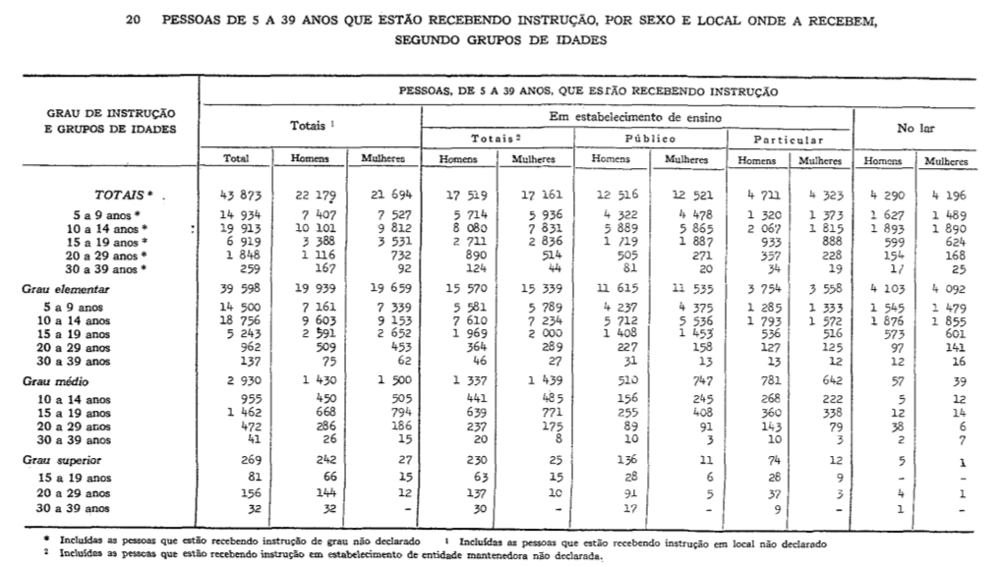 20 PESSOAS DE 5 A 39 ANOS QUE ESTÃO RECEBENDO INSTRUÇÃO, POR SEXO E LOCAL ONDE A RECEBEM,
SEGUNDO GRUPOS DE IDADES
GRAU DE INSTRUÇÃO E GRUPOS DE IDADES
PESSOAS, DE 5 A 39 ANOS, QUE ESTÃO RECEBENDO INSTRUÇÃO
Totais ¹ Em estabelecimento de ensino No lar
Totais ² Público Particular
Total Homens Mulheres Homens Mulheres Homens Mulheres Homens Mulheres Homens Mulheres
TOTAIS * . 43 873 22 179 21 694 17 519 17 161 12 516 12 521 4 711 4 323 4 290 4 196
5 a 9 anos * 14 934 7 407 7 527 5 714 5 936 4 322 4 478 1 320 1 373 1 627 1 489
10 a 14 anos * : 19 913 10 101 9 812 8 080 7 831 5 889 5 865 2 067 1 815 1 893 1 890
15 a 19 anos * 6 919 3 388 3 531 2 711 2 836 1 719 1 887 933 888 599 624
20 a 29 anos * 1 848 1 116 732 890 514 505 271 357 228 154 168
30 a 39 anos * 259 167 92 124 44 81 20 34 19 17 25
Grau elementar 39 598 19 939 19 659 15 570 15 339 11 615 11 535 3 754 3 558 4 103 4 092
5 a 9 anos 14 500 7 161 7 339 5 581 5 789 4 237 4 375 1 285 1 333 1 545 1 479
10 a 14 anos 18 756 9 603 9 153 7 610 7 234 5 712 5 536 1 793 1 572 1 876 1 855
15 a 19 anos 5 243 2 591 2 652 1 969 2 000 1 408 1 453 536 516 573 601
20 a 29 anos 962 509 453 364 289 227 158 127 125 97 141
30 a 39 anos 137 75 62 46 27 31 13 13 12 12 16
Grau médio 2 930 1 430 1 500 1 337 1 439 510 747 781 642 57 39
10 a 14 anos 955 450 505 441 485 156 245 268 222 5 12
15 a 19 anos 1 462 668 794 639 771 255 408 360 338 12 14
20 a 29 anos 472 286 186 237 175 89 91 143 79 38 6
30 a 39 anos 41 26 15 20 8 10 3 10 3 2 7
Grau superior 269 242 27 230 25 136 11 74 12 5 1
15 a 19 anos 81 66 15 63 15 28 6 28 9 - -
20 a 29 anos 156 144 12 137 10 91 5 37 3 4 1
30 a 39 anos 32 32 - 30 - 17 - 9 - 1 -
* Incluídas as pessoas que estão recebendo instrução de grau não declarado ¹ Incluídas as pessoas que estão recebendo instrução em local não declarado
² Incluídas as pessoas que estão recebendo instrução em estabelecimento de entidade mantenedora não declarada.